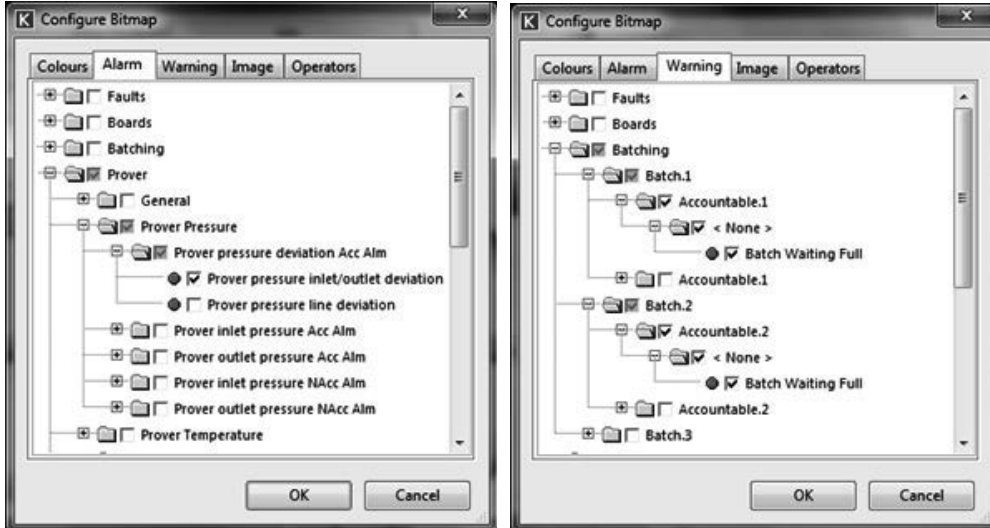 K Configure Bitmap
Colours Alarm Warning Image Operators
Faults
Boards
Batching
Prover
General
Prover Pressure
Prover pressure deviation Acc Alm
Prover pressure inlet/outlet deviation
Prover pressure line deviation
Prover inlet pressure Acc Alm
Prover outlet pressure Acc Alm
Prover inlet pressure NAcc Alm
Prover outlet pressure NAcc Alm
Prover Temperature
OK Cancel
K Configure Bitmap
Colours Alarm Warning Image Operators
Faults
Boards
Batching
Batch.1
Accountable.1
< None >
Batch Waiting Full
Accountable.1
Batch.2
Accountable.2
< None >
Batch Waiting Full
Accountable.2
Batch.3
OK Cancel